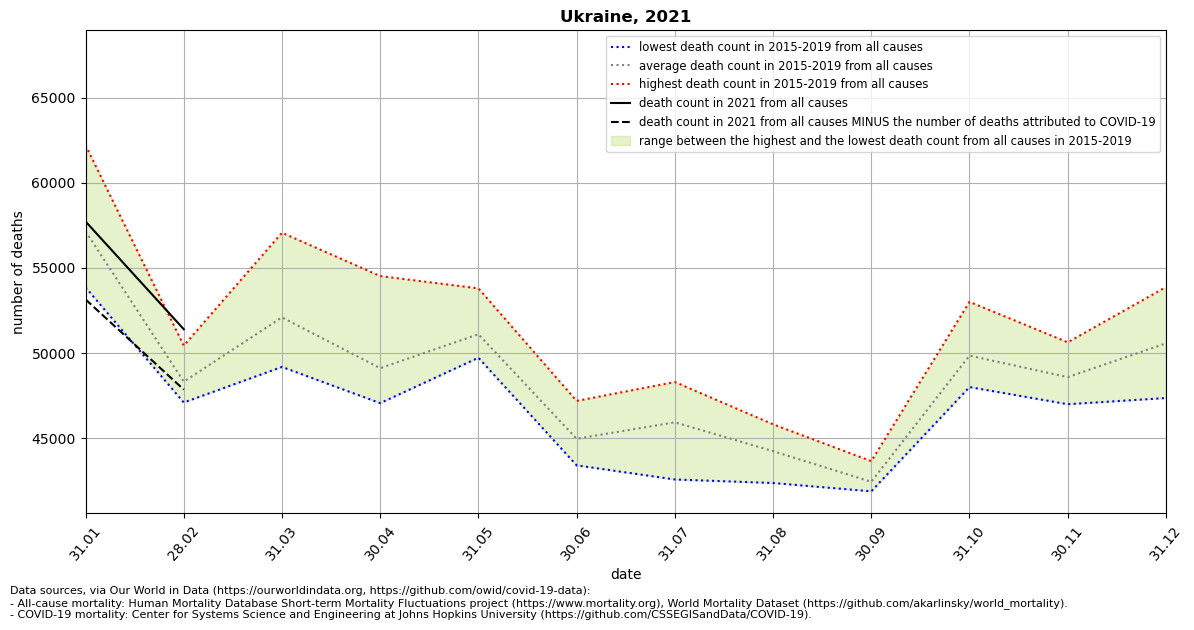 Ukraine, 2021
lowest death count in 2015-2019 from all causes
average death count in 2015-2019 from all causes
highest death count in 2015-2019 from all causes
death count in 2021 from all causes
death count in 2021 from all causes MINUS the number of deaths attributed to COVID-19
range between the highest and the lowest death count from all causes in 2015-2019
65000
60000
55000
50000
45000
number of deaths
31.01 28.02 31.03 30.04 31.05 30.06 31.07 31.08 30.09 31.10 30.11 31.12
date
Data sources, via Our World in Data (https://ourworldindata.org, https://github.com/owid/covid-19-data):
- All-cause mortality: Human Mortality Database Short-term Mortality Fluctuations project (https://www.mortality.org), World Mortality Dataset (https://github.com/akarlinsky/world_mortality).
- COVID-19 mortality: Center for Systems Science and Engineering at Johns Hopkins University (https://github.com/CSSEGISandData/COVID-19).